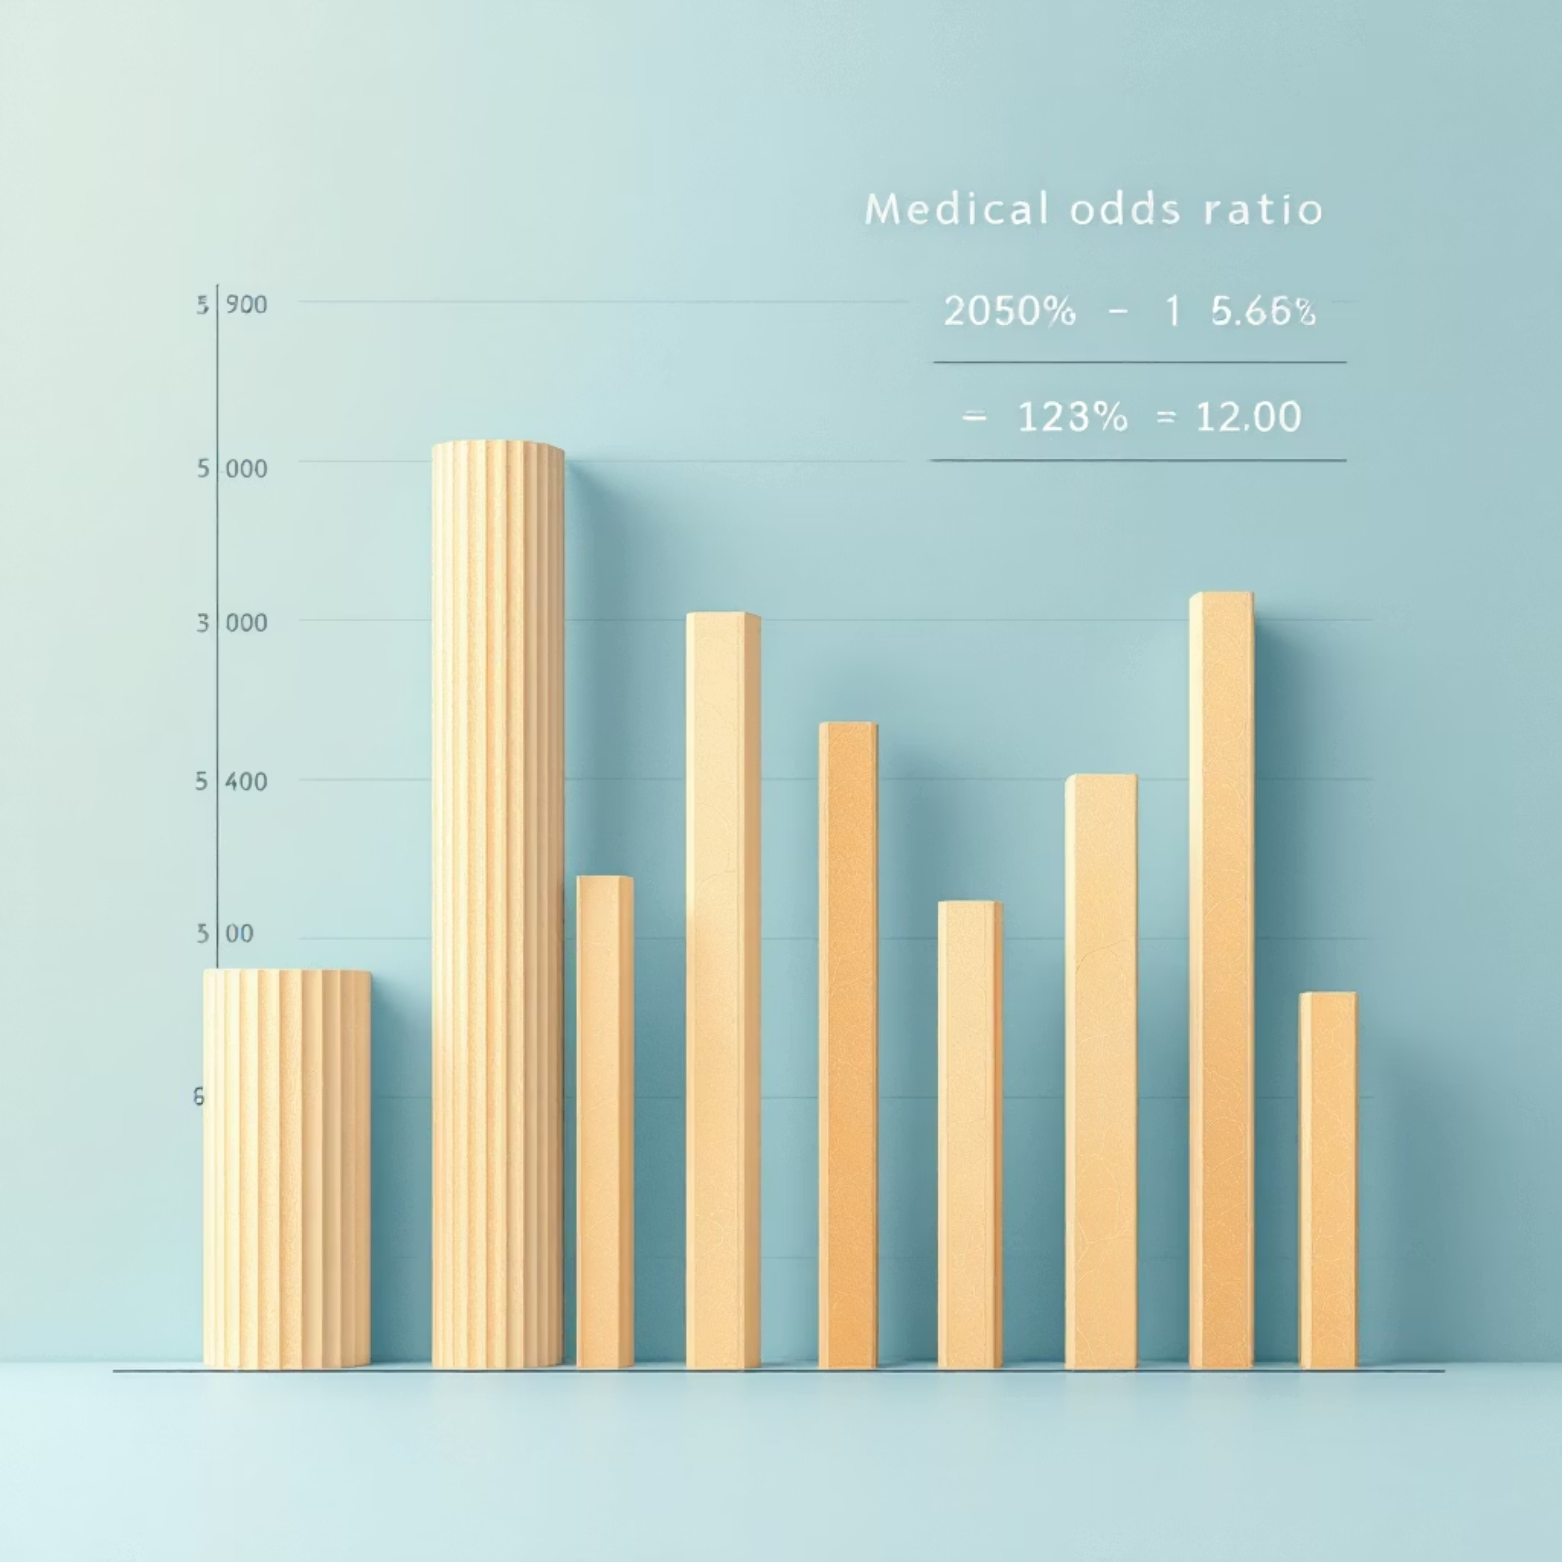 Medical odds ratio
2050% – 1 5.66%
= 123% = 12.00
5 900
5 000
3 000
5 400
5 00
6